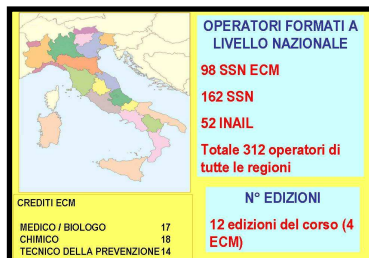 OPERATORI FORMATI A
LIVELLO NAZIONALE
98 SSN ECM
162 SSN
52 INAIL
Totale 312 operatori di
tutte le regioni
N° EDIZIONI
12 edizioni del corso (4
ECM)
CREDITI ECM
MEDICO / BIOLOGO 17
CHIMICO 18
TECNICO DELLA PREVENZIONE 14